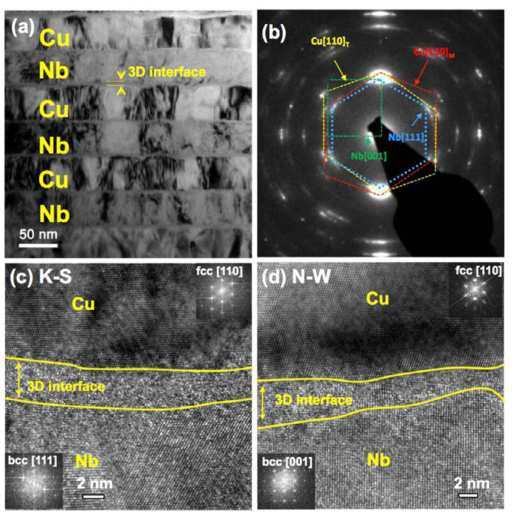 (a)
Cu
Nb
3D interface
Cu
Nb
Cu
Nb
50 nm
(b)
Cu[110]T
Cu[110]M
Nb[111]
Nb[001]
(c) K-S
fcc [110]
Cu
3D interface
Nb
bcc [111]
2 nm
(d) N-W
fcc [110]
Cu
3D interface
Nb
bcc [001]
2 nm